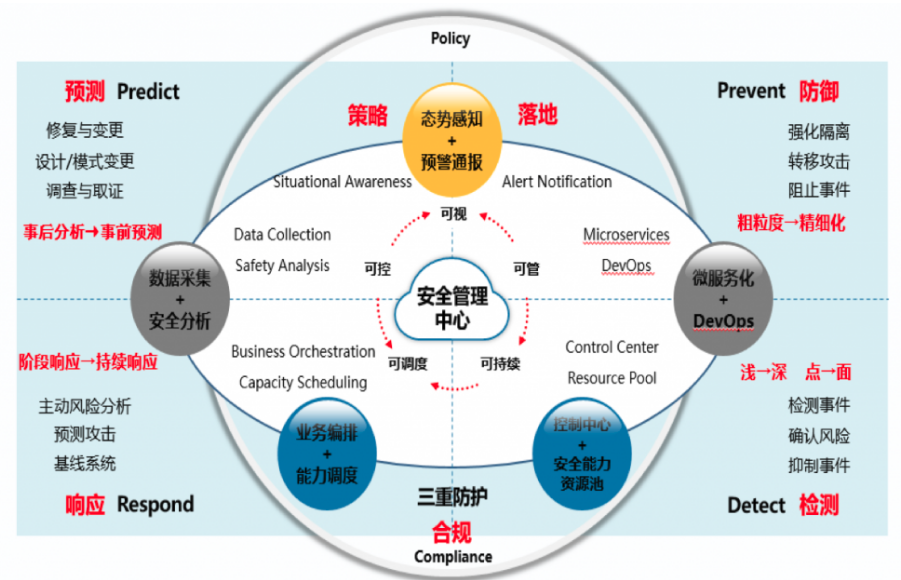 Policy
预测 Predict
修复与变更
设计/模式变更
调查与取证
事后分析→事前预测
策略
落地
态势感知
+
预警通报
Situational Awareness
Alert Notification
Prevent 防御
强化隔离
转移攻击
阻止事件
粗粒度→精细化
Data Collection
Safety Analysis
数据采集
+
安全分析
可视
可控
可管
可调度
可持续
安全管理
中心
Microservices
DevOps
微服务化
+
DevOps
阶段响应→持续响应
主动风险分析
预测攻击
基线系统
响应 Respond
Business Orchestration
Capacity Scheduling
业务编排
+
能力调度
Control Center
Resource Pool
控制中心
+
安全能力
资源池
浅→深 点→面
检测事件
确认风险
抑制事件
Detect 检测
三重防护
合规
Compliance